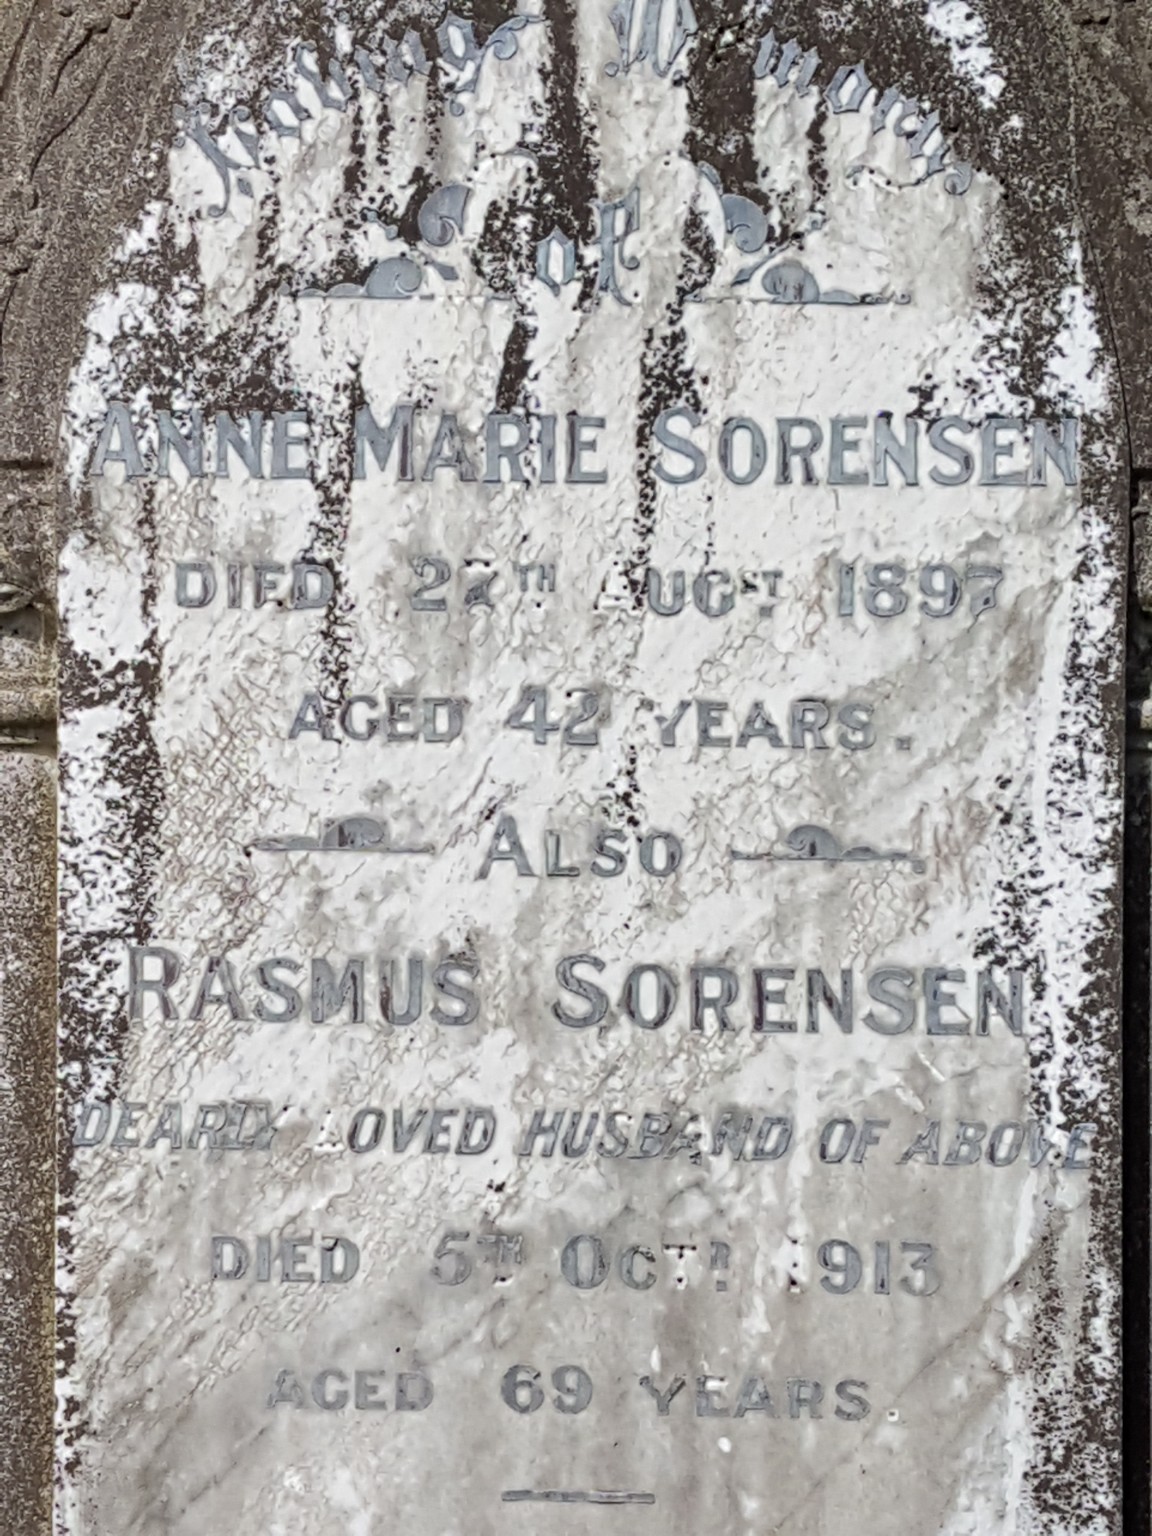 Loving Memory
of
ANNE MARIE SORENSEN
DIED AUGST 1897
AGED 42 YEARS.
ALSO
RASMUS SORENSEN
DEARLY LOVED HUSBAND OF ABOVE
DIED 5TH OCTR 1913
AGED 69 YEARS.